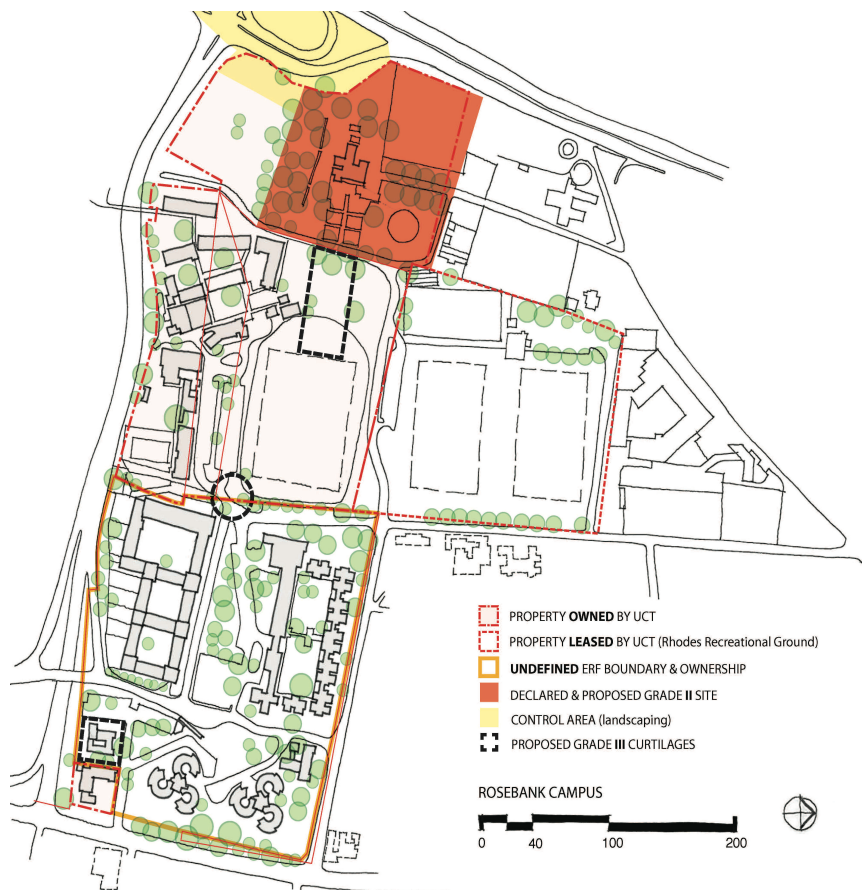 PROPERTY OWNED BY UCT
PROPERTY LEASED BY UCT (Rhodes Recreational Ground)
UNDEFINED ERF BOUNDARY & OWNERSHIP
DECLARED & PROPOSED GRADE II SITE
CONTROL AREA (landscaping)
PROPOSED GRADE III CURTILAGES
ROSEBANK CAMPUS
0 40 100 200